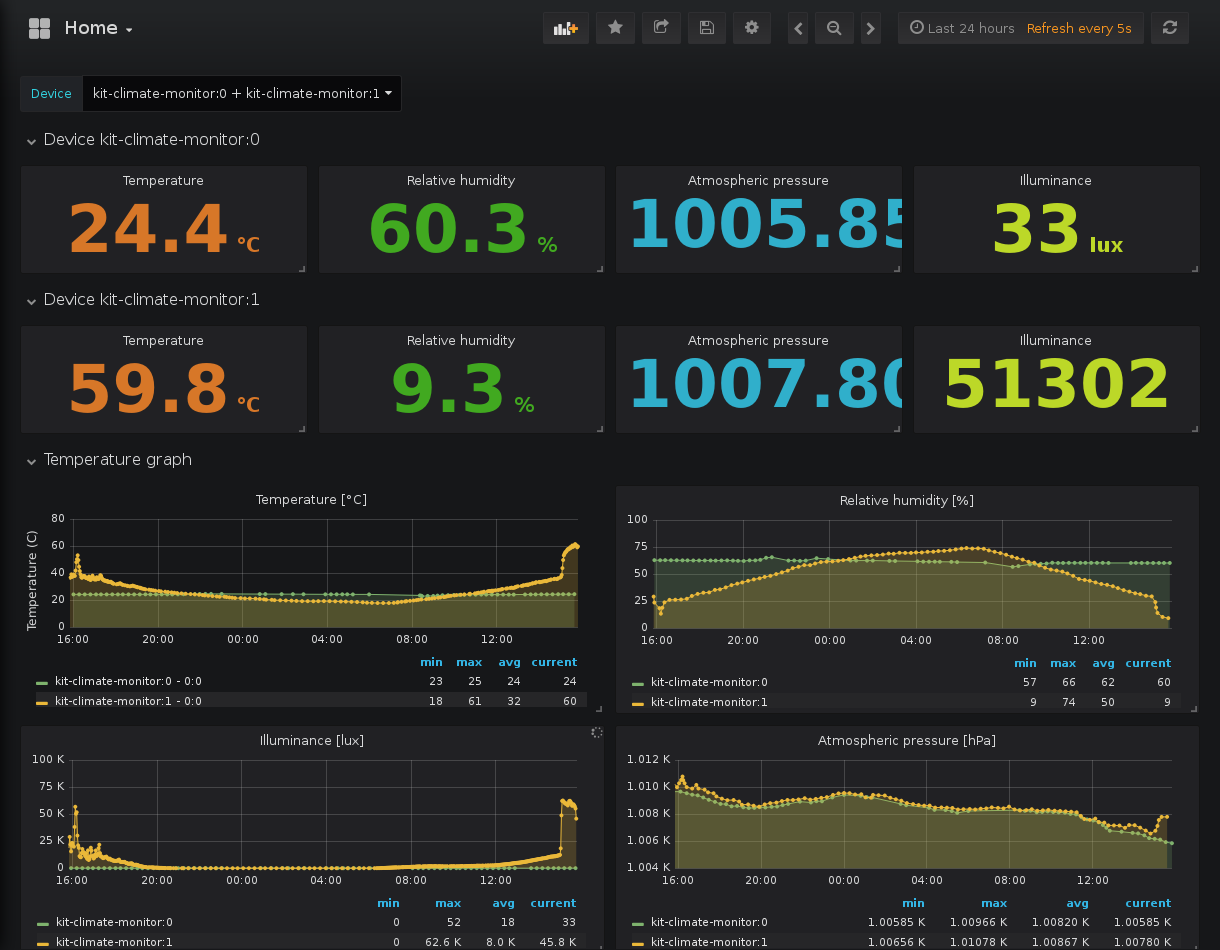 Home
Last 24 hours Refresh every 5s
Device kit-climate-monitor:0 + kit-climate-monitor:1
Device kit-climate-monitor:0
Temperature Relative humidity Atmospheric pressure Illuminance
24.4 °C 60.3 % 1005.85 33 lux
Device kit-climate-monitor:1
Temperature Relative humidity Atmospheric pressure Illuminance
59.8 °C 9.3 % 1007.80 51302
Temperature graph
Temperature [°C]
Temperature (C)
80
60
40
20
0
16:00 20:00 00:00 04:00 08:00 12:00
min max avg current
kit-climate-monitor:0 - 0:0 23 25 24 24
kit-climate-monitor:1 - 0:0 18 61 32 60
Relative humidity [%]
100
75
50
25
0
16:00 20:00 00:00 04:00 08:00 12:00
min max avg current
kit-climate-monitor:0 57 66 62 60
kit-climate-monitor:1 9 74 50 9
Illuminance [lux]
100 K
75 K
50 K
25 K
0
16:00 20:00 00:00 04:00 08:00 12:00
min max avg current
kit-climate-monitor:0 0 52 18 33
kit-climate-monitor:1 0 62.6 K 8.0 K 45.8 K
Atmospheric pressure [hPa]
1.012 K
1.010 K
1.008 K
1.006 K
1.004 K
16:00 20:00 00:00 04:00 08:00 12:00
min max avg current
kit-climate-monitor:0 1.00585 K 1.00966 K 1.00820 K 1.00585 K
kit-climate-monitor:1 1.00656 K 1.01078 K 1.00867 K 1.00780 K